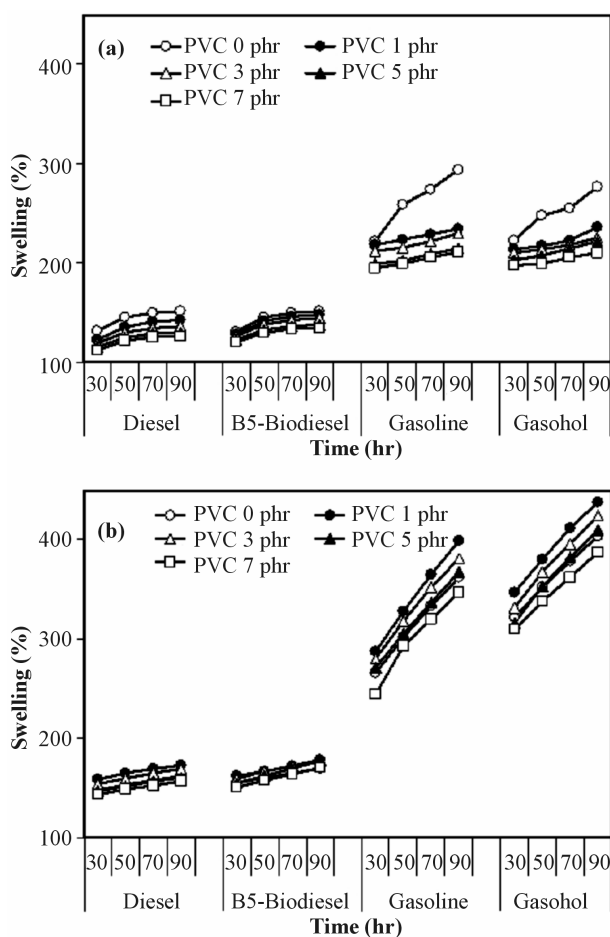 (a)
PVC 0 phr PVC 1 phr
PVC 3 phr PVC 5 phr
PVC 7 phr
400
300
200
100
Swelling (%)
30 50 70 90 30 50 70 90 30 50 70 90 30 50 70 90
Diesel B5-Biodiesel Gasoline Gasohol
Time (hr)
(b)
PVC 0 phr PVC 1 phr
PVC 3 phr PVC 5 phr
PVC 7 phr
400
300
200
100
Swelling (%)
30 50 70 90 30 50 70 90 30 50 70 90 30 50 70 90
Diesel B5-Biodiesel Gasoline Gasohol
Time (hr)